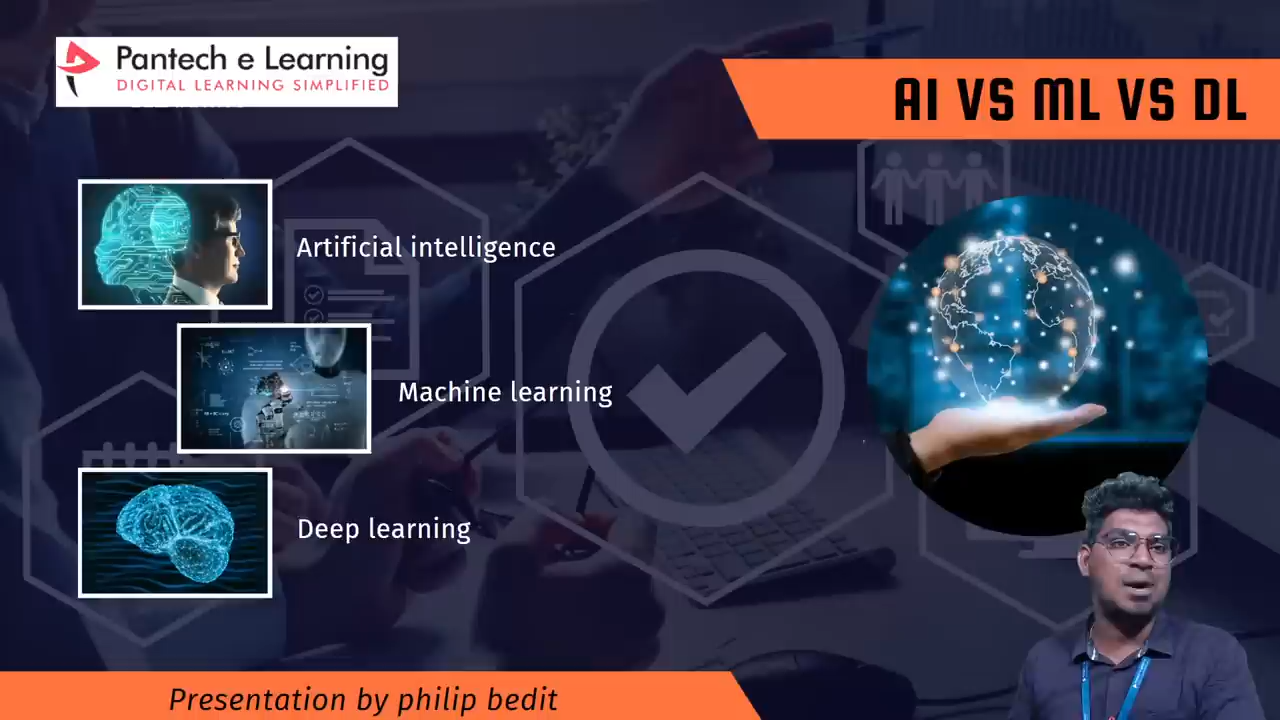 Pantech e Learning
DIGITAL LEARNING SIMPLIFIED
AI VS ML VS DL
Artificial intelligence
Machine learning
Deep learning
Presentation by philip bedit